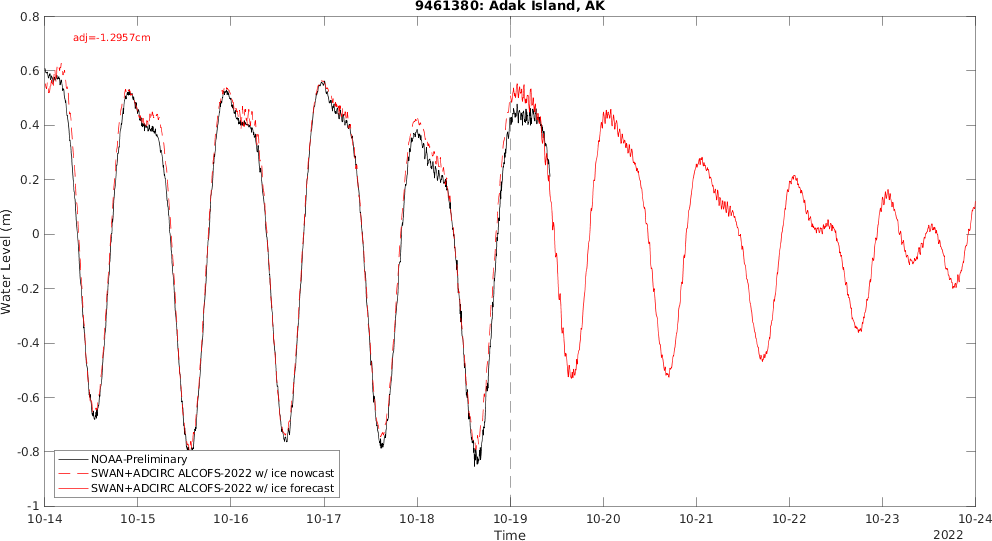 9461380: Adak Island, AK
adj=-1.2957cm
0.8
0.6
0.4
0.2
0
-0.2
-0.4
-0.6
-0.8
-1
Water Level (m)
NOAA-Preliminary
SWAN+ADCIRC ALCOFS-2022 w/ ice nowcast
SWAN+ADCIRC ALCOFS-2022 w/ ice forecast
10-14 10-15 10-16 10-17 10-18 10-19 10-20 10-21 10-22 10-23 10-24
Time
2022